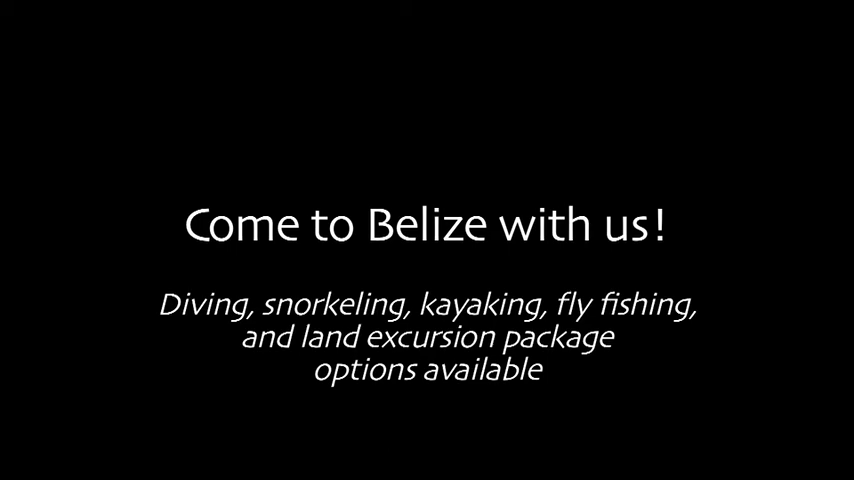 Come to Belize with us!
Diving, snorkeling, kayaking, fly fishing,
and land excursion package
options available